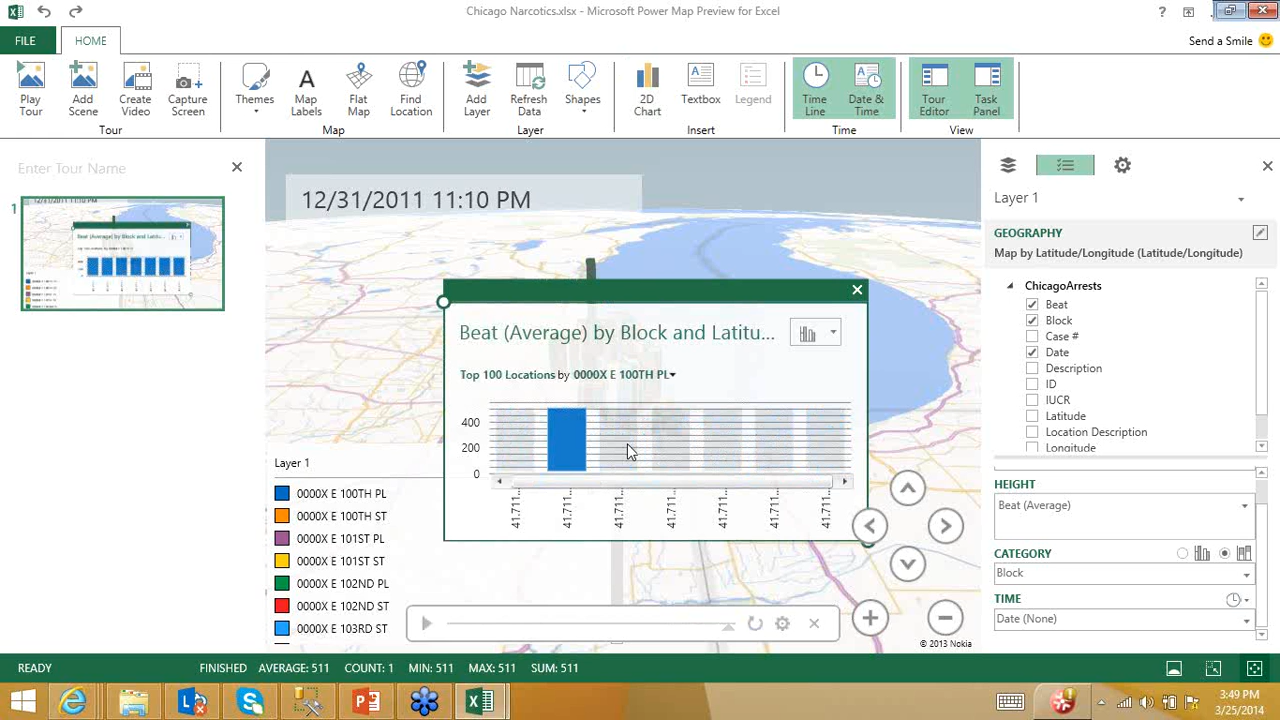 Chicago Narcotics.xlsx - Microsoft Power Map Preview for Excel
?
FILE
HOME
Send a Smile
Play Tour
Add Scene
Create Video
Capture Screen
Themes
Map Labels
Flat Map
Find Location
Add Layer
Refresh Data
Shapes
2D Chart
Textbox
Legend
Time Line
Date & Time
Tour Editor
Task Panel
Tour
Map
Layer
Insert
Time
View
Enter Tour Name
1
12/31/2011 11:10 PM
Beat (Average) by Block and Latitu...
Top 100 Locations by 0000X E 100TH PL
400
200
0
41.711...
41.711...
41.711...
41.711...
41.711...
41.711...
41.711...
Layer 1
0000X E 100TH PL
0000X E 100TH ST
0000X E 101ST PL
0000X E 101ST ST
0000X E 102ND PL
0000X E 102ND ST
0000X E 103RD ST
© 2013 Nokia
Layer 1
GEOGRAPHY
Map by Latitude/Longitude (Latitude/Longitude)
ChicagoArrests
Beat
Block
Case #
Date
Description
ID
IUCR
Latitude
Location Description
Longitude
HEIGHT
Beat (Average)
CATEGORY
Block
TIME
Date (None)
READY
FINISHED
AVERAGE: 511
COUNT: 1
MIN: 511
MAX: 511
SUM: 511
3:49 PM
3/25/2014